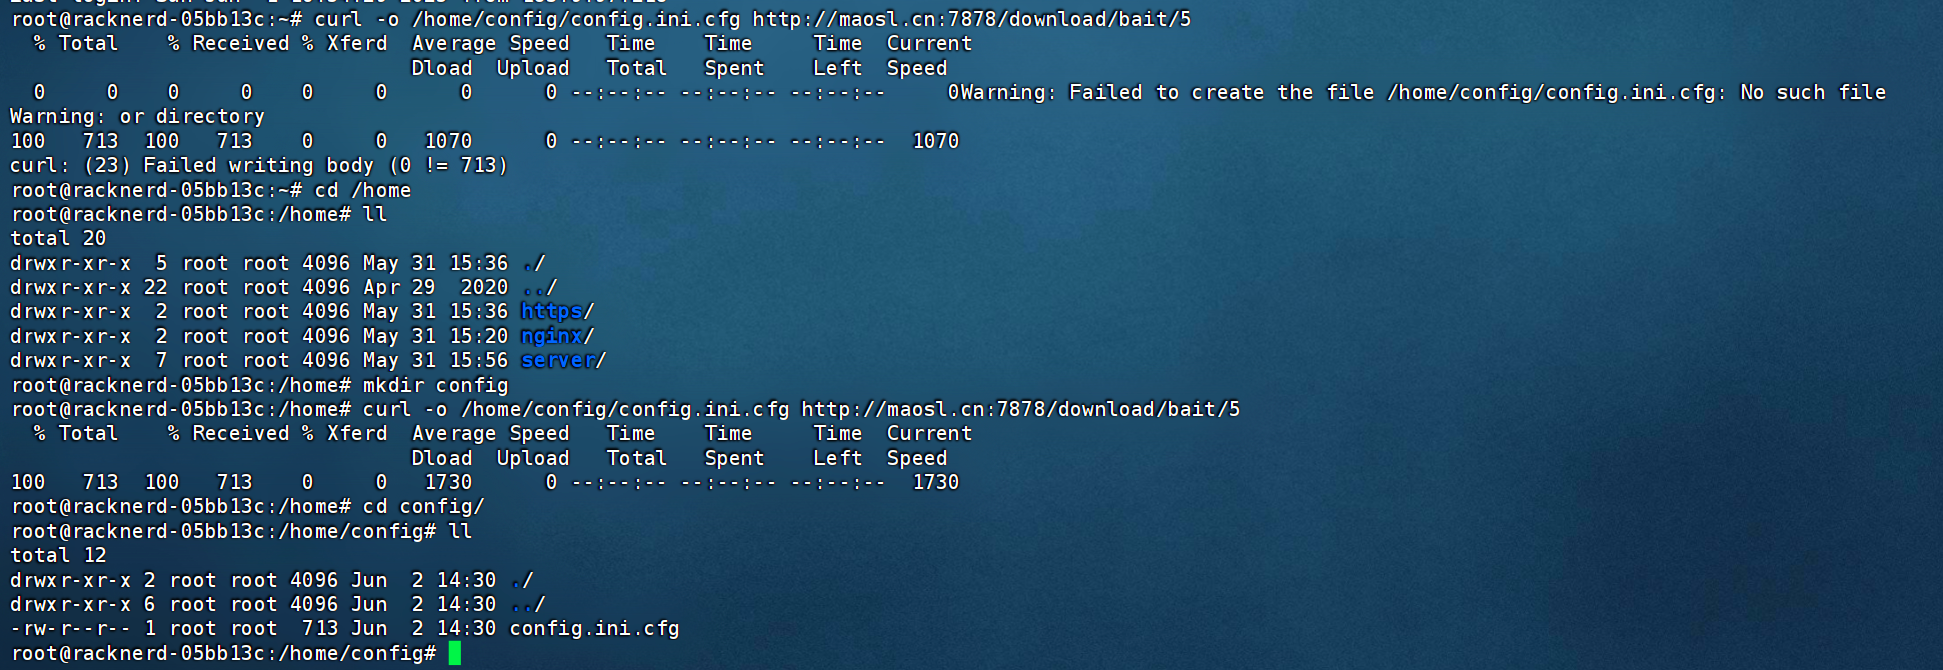 root@racknerd-05bb13c:~# curl -o /home/config/config.ini.cfg http://maosl.cn:7878/download/bait/5
  % Total    % Received % Xferd  Average Speed   Time    Time     Time  Current
                                 Dload  Upload   Total   Spent    Left  Speed
  0     0    0     0    0     0      0      0 --:--:-- --:--:-- --:--:--     0Warning: Failed to create the file /home/config/config.ini.cfg: No such file
Warning: or directory
100   713  100   713    0     0   1070      0 --:--:-- --:--:-- --:--:--  1070
curl: (23) Failed writing body (0 != 713)
root@racknerd-05bb13c:~# cd /home
root@racknerd-05bb13c:/home# ll
total 20
drwxr-xr-x  5 root root 4096 May 31 15:36 ./
drwxr-xr-x 22 root root 4096 Apr 29  2020 ../
drwxr-xr-x  2 root root 4096 May 31 15:36 https/
drwxr-xr-x  2 root root 4096 May 31 15:20 nginx/
drwxr-xr-x  7 root root 4096 May 31 15:56 server/
root@racknerd-05bb13c:/home# mkdir config
root@racknerd-05bb13c:/home# curl -o /home/config/config.ini.cfg http://maosl.cn:7878/download/bait/5
  % Total    % Received % Xferd  Average Speed   Time    Time     Time  Current
                                 Dload  Upload   Total   Spent    Left  Speed
100   713  100   713    0     0   1730      0 --:--:-- --:--:-- --:--:--  1730
root@racknerd-05bb13c:/home# cd config/
root@racknerd-05bb13c:/home/config# ll
total 12
drwxr-xr-x 2 root root 4096 Jun  2 14:30 ./
drwxr-xr-x 6 root root 4096 Jun  2 14:30 ../
-rw-r--r-- 1 root root  713 Jun  2 14:30 config.ini.cfg
root@racknerd-05bb13c:/home/config#